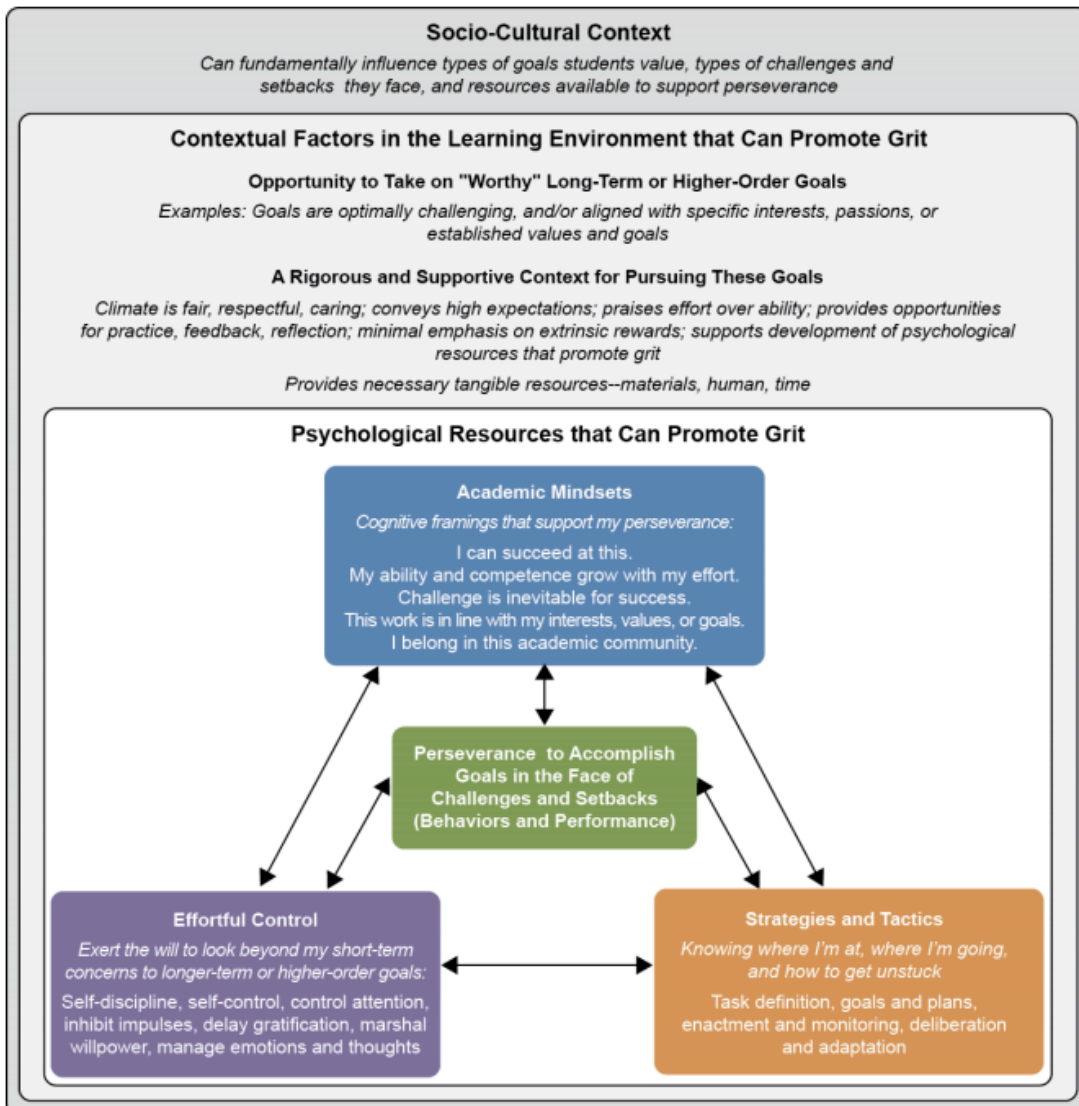 Socio-Cultural Context
Can fundamentally influence types of goals students value, types of challenges and
setbacks they face, and resources available to support perseverance
Contextual Factors in the Learning Environment that Can Promote Grit
Opportunity to Take on "Worthy" Long-Term or Higher-Order Goals
Examples: Goals are optimally challenging, and/or aligned with specific interests, passions, or
established values and goals
A Rigorous and Supportive Context for Pursuing These Goals
Climate is fair, respectful, caring; conveys high expectations; praises effort over ability; provides opportunities
for practice, feedback, reflection; minimal emphasis on extrinsic rewards; supports development of psychological
resources that promote grit
Provides necessary tangible resources--materials, human, time
Psychological Resources that Can Promote Grit
Academic Mindsets
Cognitive framings that support my perseverance:
I can succeed at this.
My ability and competence grow with my effort.
Challenge is inevitable for success.
This work is in line with my interests, values, or goals.
I belong in this academic community.
Perseverance to Accomplish
Goals in the Face of
Challenges and Setbacks
(Behaviors and Performance)
Effortful Control
Exert the will to look beyond my short-term
concerns to longer-term or higher-order goals:
Self-discipline, self-control, control attention,
inhibit impulses, delay gratification, marshal
willpower, manage emotions and thoughts
Strategies and Tactics
Knowing where I'm at, where I'm going,
and how to get unstuck
Task definition, goals and plans,
enactment and monitoring, deliberation
and adaptation